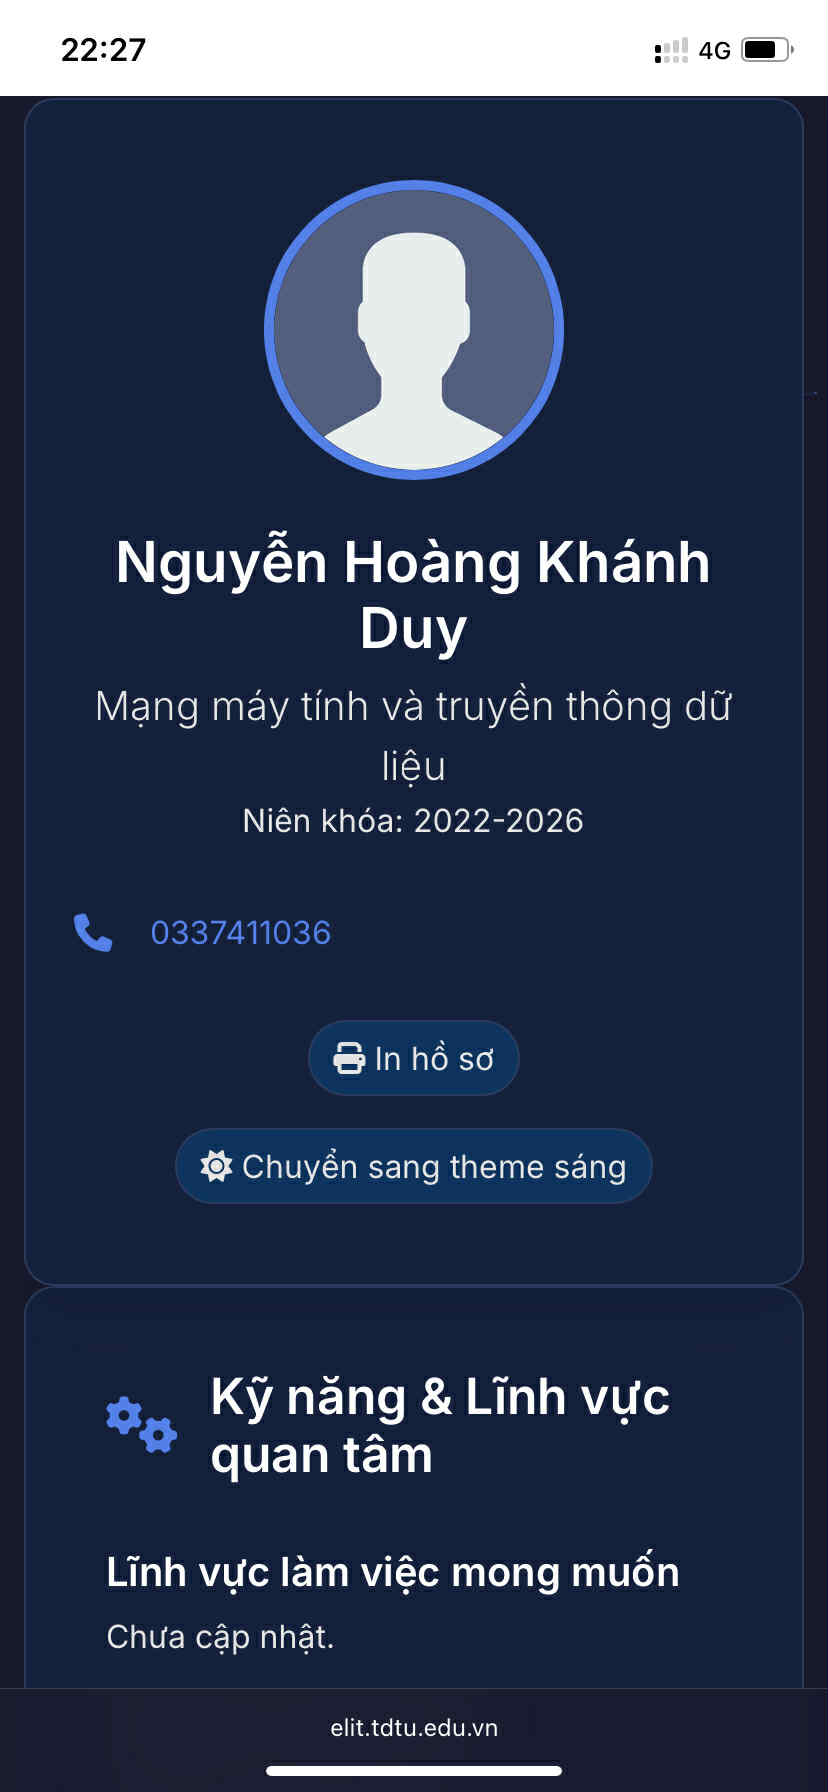 22:27
4G
Nguyễn Hoàng Khánh
Duy
Mạng máy tính và truyền thông dữ
liệu
Niên khóa: 2022-2026
0337411036
In hồ sơ
Chuyển sang theme sáng
Kỹ năng & Lĩnh vực
quan tâm
Lĩnh vực làm việc mong muốn
Chưa cập nhật.
elit.tdtu.edu.vn